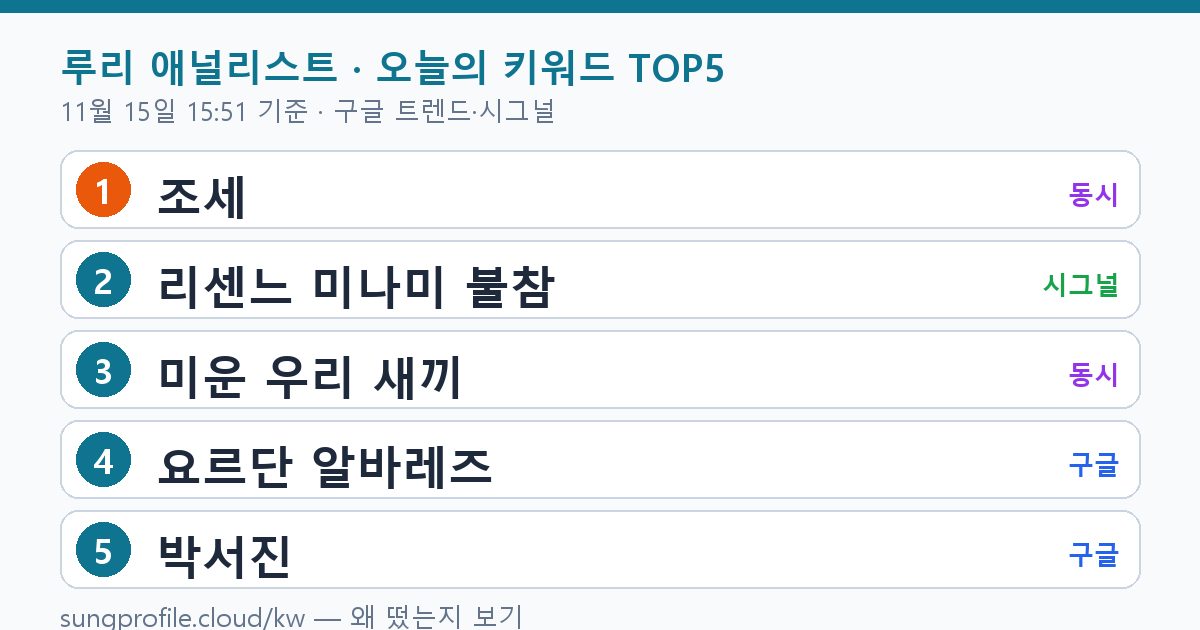 루리 애널리스트 · 오늘의 키워드 TOP5
11월 15일 15:51 기준 · 구글 트렌드·시그널
1 조세 동시
2 리센느 미나미 불참 시그널
3 미운 우리 새끼 동시
4 요르단 알바레즈 구글
5 박서진 구글
sungprofile.cloud/kw — 왜 떴는지 보기